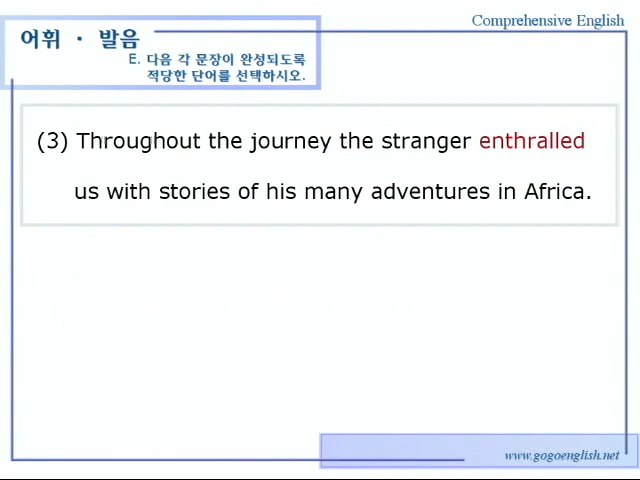 Comprehensive English
어휘 · 발음
E. 다음 각 문장이 완성되도록
적당한 단어를 선택하시오.
(3) Throughout the journey the stranger enthralled
us with stories of his many adventures in Africa.
www.gogoenglish.net